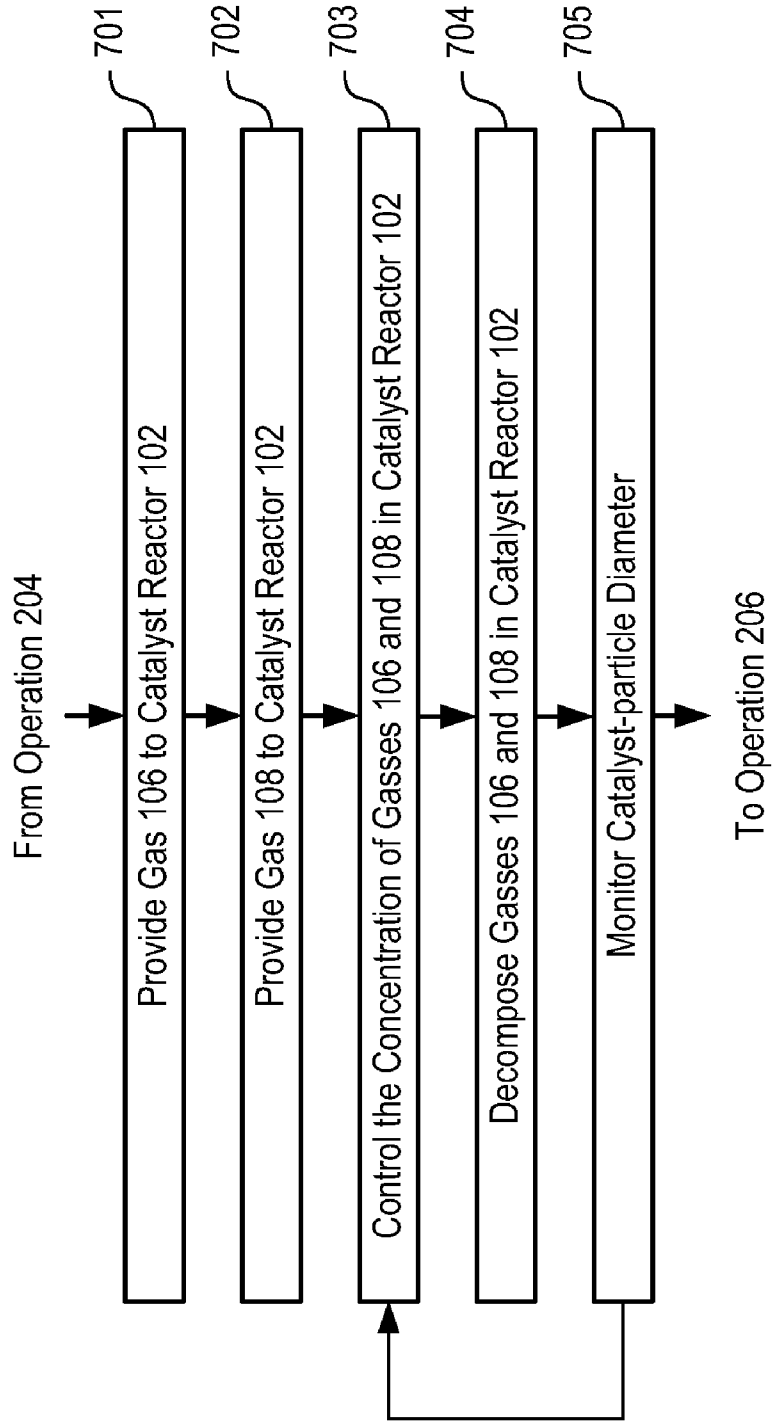 From Operation 204
Provide Gas 106 to Catalyst Reactor 102
701
Provide Gas 108 to Catalyst Reactor 102
702
Control the Concentration of Gasses 106 and 108 in Catalyst Reactor 102
703
Decompose Gasses 106 and 108 in Catalyst Reactor 102
704
Monitor Catalyst-particle Diameter
705
To Operation 206